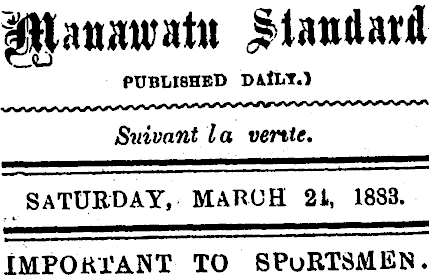 Manawatu Standard
PUBLISHED DAILY.)
Suivant la verite.
SATURDAY, MARCH 24, 1883.
IMPORTANT TO SPORTSMEN.